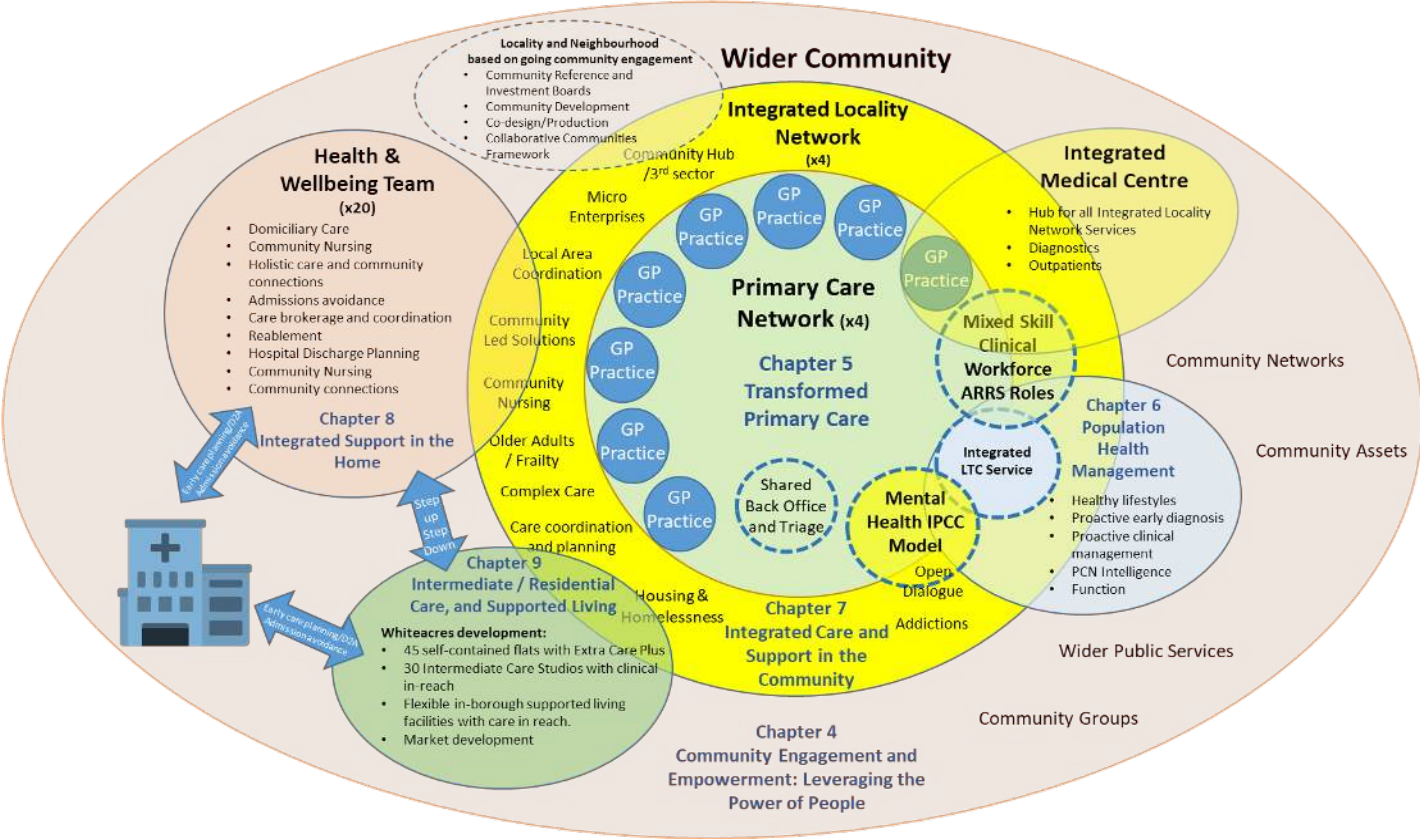 Wider Community
Locality and Neighbourhood
based on going community engagement
• Community Reference and
Investment Boards
• Community Development
• Co-design/Production
• Collaborative Communities
Framework
Health &
Wellbeing Team
(x20)
• Domiciliary Care
• Community Nursing
• Holistic care and community
connections
• Admissions avoidance
• Care brokerage and coordination
• Reablement
• Hospital Discharge Planning
• Community Nursing
• Community connections
Chapter 8
Integrated Support in the
Home
Early care planning/D2A
Admission avoidance
Step
up
Step
Down
Early care planning/D2A
Admission avoidance
Chapter 9
Intermediate / Residential
Care, and Supported Living
Whiteacres development:
• 45 self-contained flats with Extra Care Plus
• 30 Intermediate Care Studios with clinical
in-reach
• Flexible in-borough supported living
facilities with care in reach.
• Market development
Integrated Locality
Network
(x4)
Community Hub
/3rd sector
Micro
Enterprises
Local Area
Coordination
Community
Led Solutions
Community
Nursing
Older Adults
/ Frailty
Complex Care
Care coordination
and planning
Housing &
Homelessness
Chapter 7
Integrated Care and
Support in the
Community
Addictions
Open
Dialogue
GP
Practice
GP
Practice
GP
Practice
GP
Practice
GP
Practice
GP
Practice
GP
Practice
GP
Practice
Primary Care
Network (x4)
Chapter 5
Transformed
Primary Care
Shared
Back Office
and Triage
Mental
Health IPCC
Model
Integrated
LTC Service
Mixed Skill
Clinical
Workforce
ARRS Roles
Integrated
Medical Centre
• Hub for all Integrated Locality
Network Services
• Diagnostics
• Outpatients
Chapter 6
Population
Health
Management
• Healthy lifestyles
• Proactive early diagnosis
• Proactive clinical
management
• PCN Intelligence
• Function
Community Networks
Community Assets
Wider Public Services
Community Groups
Chapter 4
Community Engagement and
Empowerment: Leveraging the
Power of People